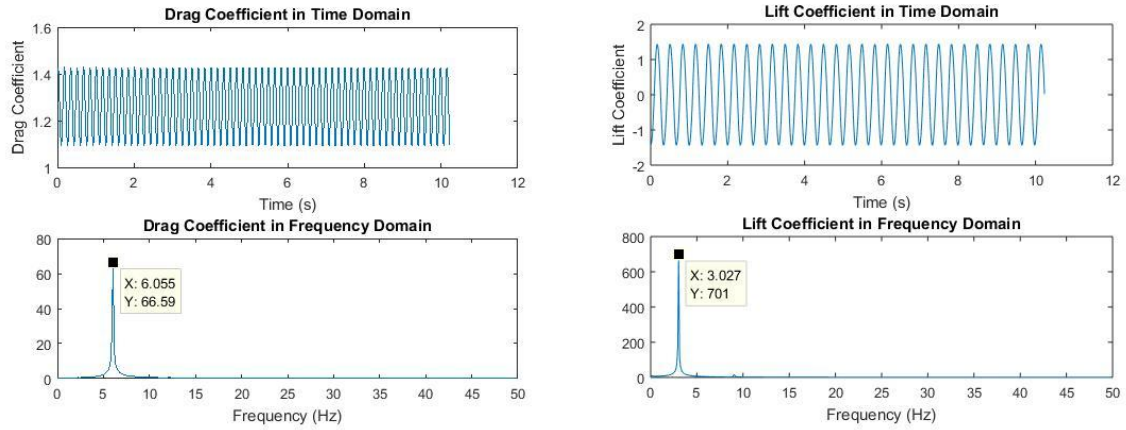 Drag Coefficient in Time Domain
1.6
1.4
1.2
1
Drag Coefficient
0 2 4 6 8 10 12
Time (s)
Drag Coefficient in Frequency Domain
80
60
40
20
0
X: 6.055
Y: 66.59
0 5 10 15 20 25 30 35 40 45 50
Frequency (Hz)
Lift Coefficient in Time Domain
2
1
0
-1
-2
Lift Coefficient
0 2 4 6 8 10 12
Time (s)
Lift Coefficient in Frequency Domain
800
600
400
200
0
X: 3.027
Y: 701
0 5 10 15 20 25 30 35 40 45 50
Frequency (Hz)